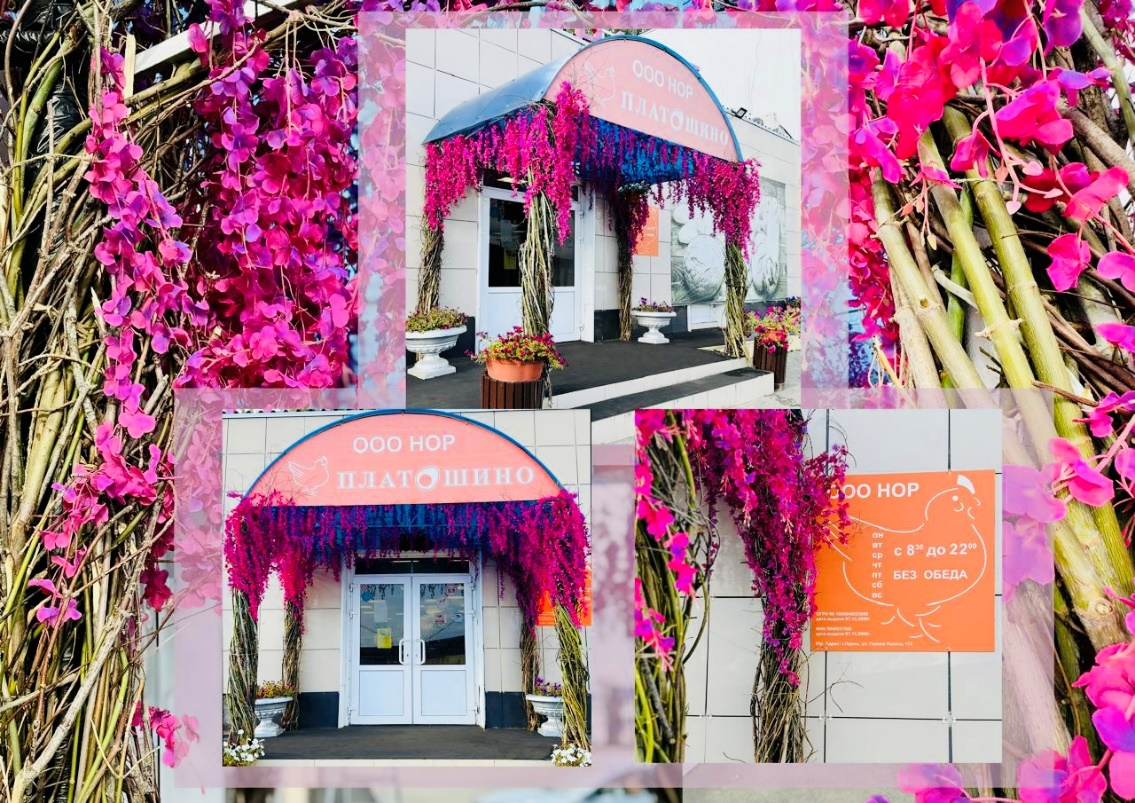 ООО НОР
ПЛАТОШИНО
ООО НОР
ПЛАТОШИНО
ООО НОР
пн
вт
ср
чт
пт
сб
вс
с 8³⁰ до 22⁰⁰
БЕЗ ОБЕДА